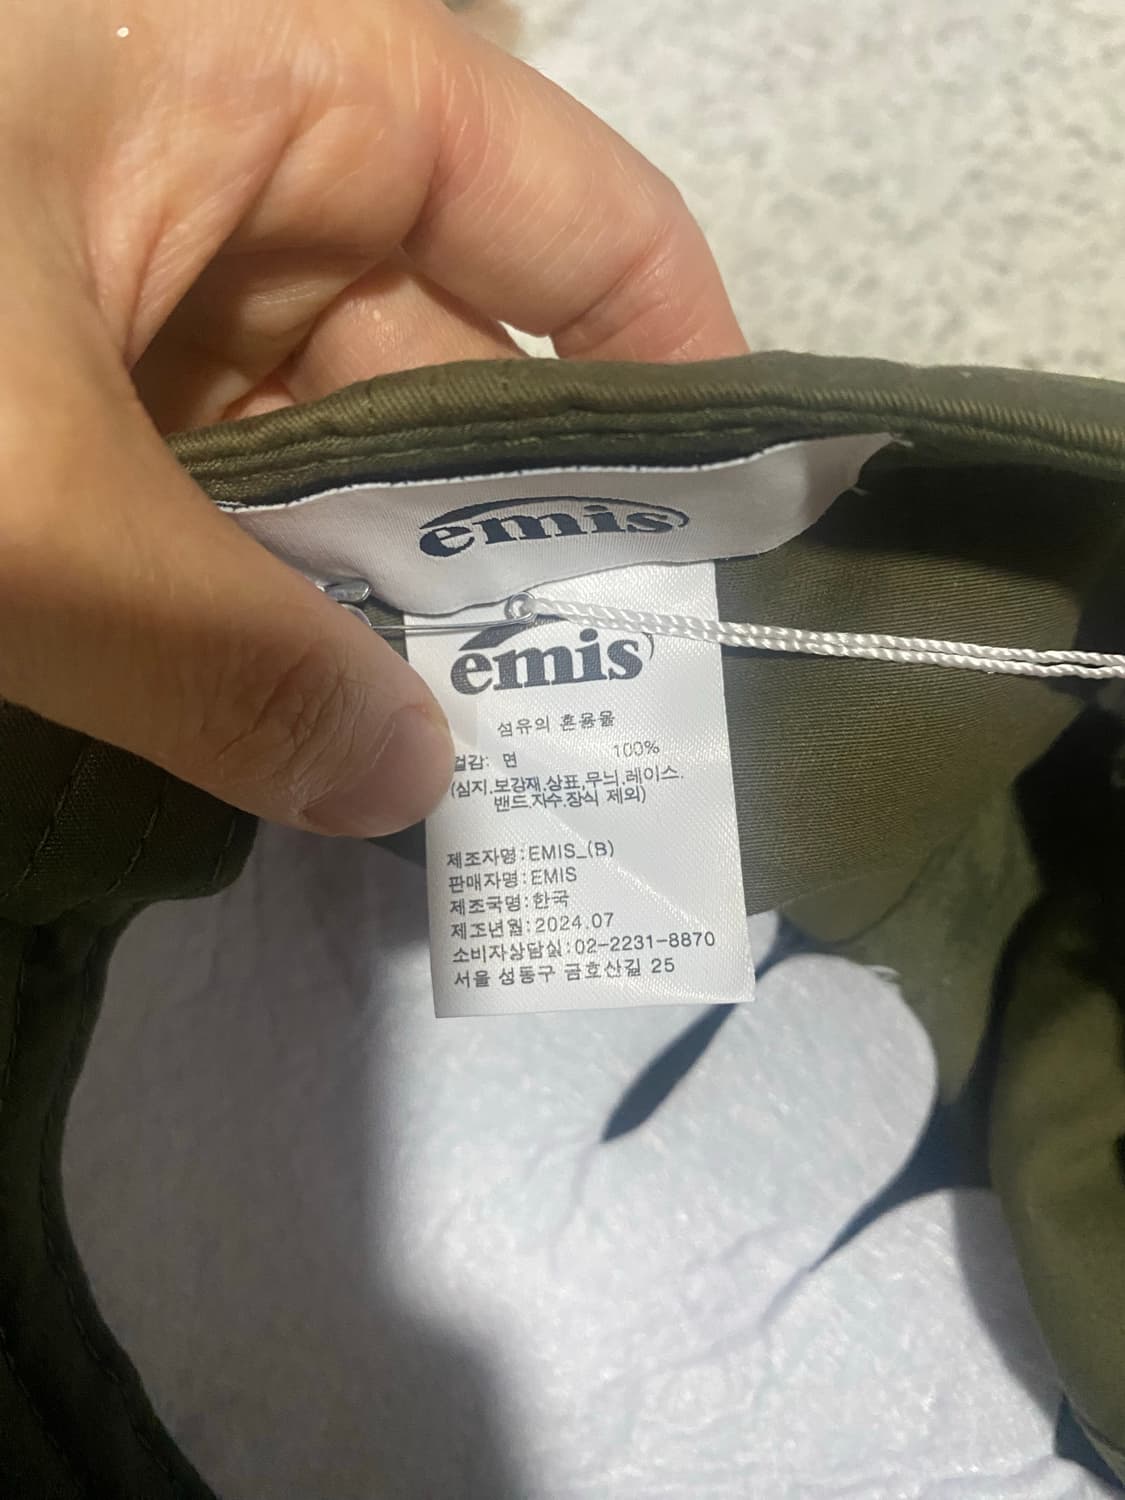 emis
emis
섬유의 혼용율
겉감: 면 100%
(심지,보강재,상표,무늬,레이스.
밴드,자수,장식 제외)
제조자명:EMIS_(B)
판매자명:EMIS
제조국명:한국
제조년월:2024.07
소비자상담실:02-2231-8870
서울 성동구 금호산길 25